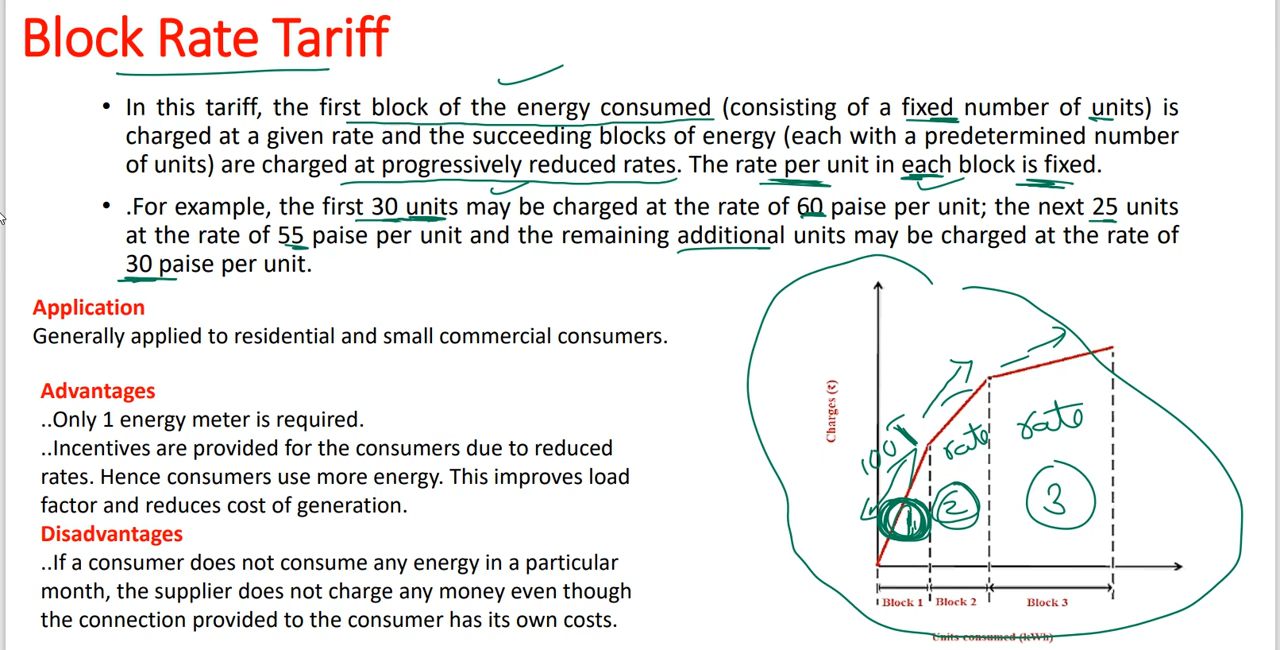 Block Rate Tariff
• In this tariff, the first block of the energy consumed (consisting of a fixed number of units) is
charged at a given rate and the succeeding blocks of energy (each with a predetermined number
of units) are charged at progressively reduced rates. The rate per unit in each block is fixed.
• .For example, the first 30 units may be charged at the rate of 60 paise per unit; the next 25 units
at the rate of 55 paise per unit and the remaining additional units may be charged at the rate of
30 paise per unit.
Application
Generally applied to residential and small commercial consumers.
Advantages
..Only 1 energy meter is required.
..Incentives are provided for the consumers due to reduced
rates. Hence consumers use more energy. This improves load
factor and reduces cost of generation.
Disadvantages
..If a consumer does not consume any energy in a particular
month, the supplier does not charge any money even though
the connection provided to the consumer has its own costs.
Charges (₹)
100
rate
rate
1
2
3
Block 1
Block 2
Block 3
Units consumed (kWh)